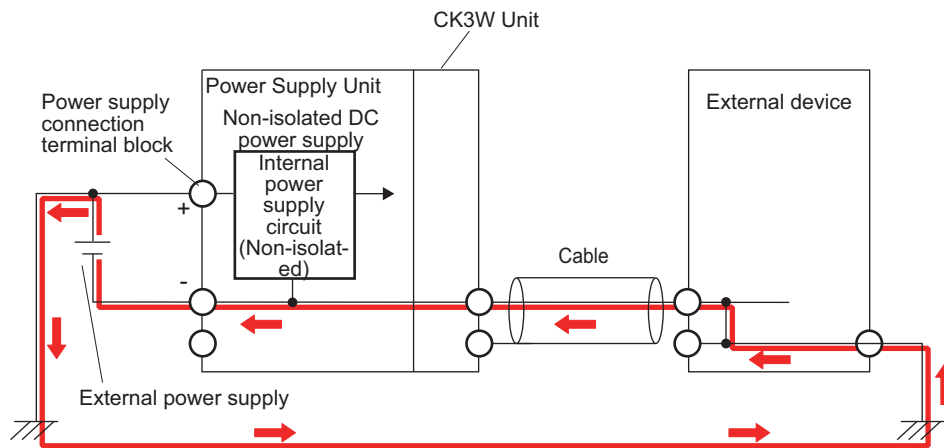 CK3W Unit
Power Supply Unit
External device
Power supply
connection
terminal block
Non-isolated DC
power supply
Internal
power
supply
circuit
(Non-isolat-
ed)
+
-
Cable
External power supply